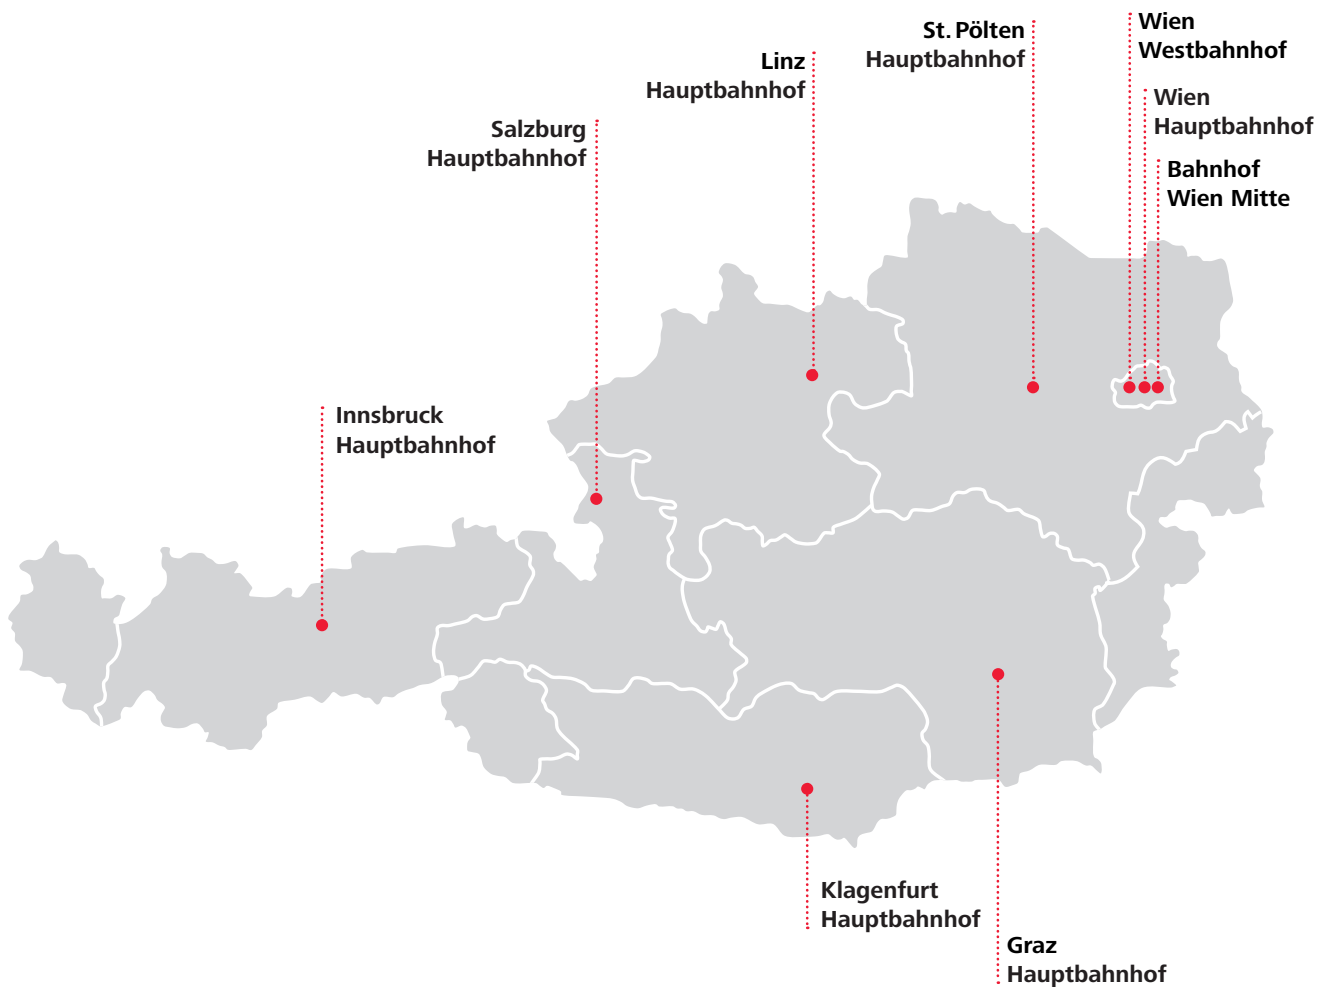 Wien
Westbahnhof
St. Pölten
Hauptbahnhof
Linz
Hauptbahnhof
Wien
Hauptbahnhof
Salzburg
Hauptbahnhof
Bahnhof
Wien Mitte
Innsbruck
Hauptbahnhof
Klagenfurt
Hauptbahnhof
Graz
Hauptbahnhof